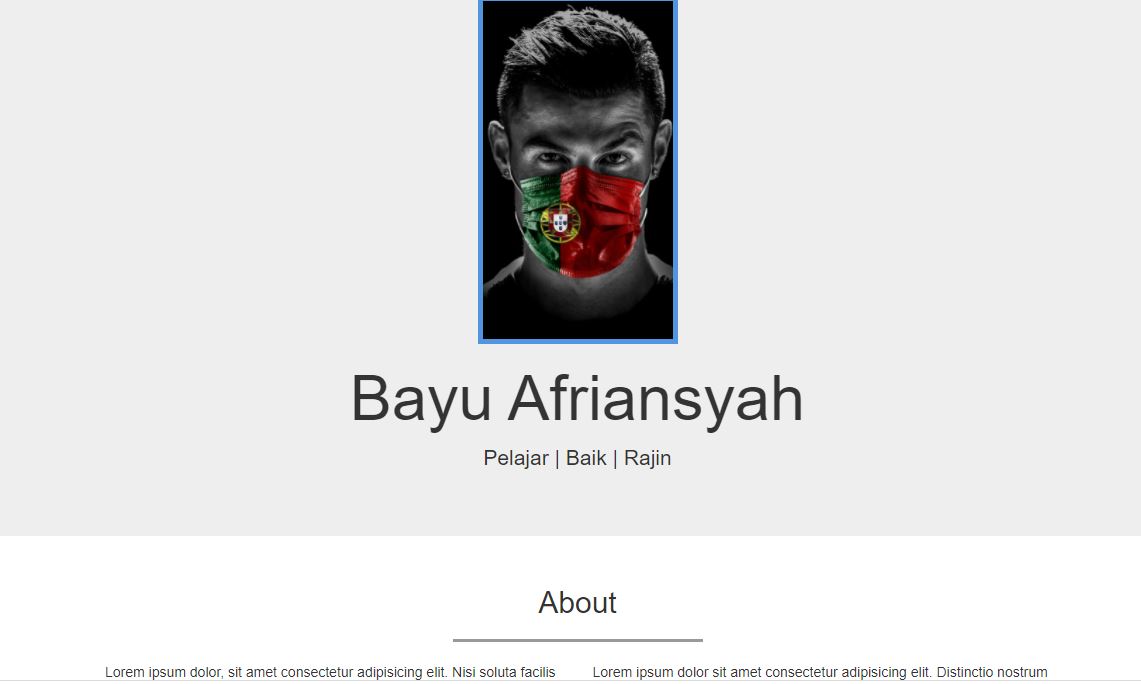 Bayu Afriansyah
Pelajar | Baik | Rajin
About
Lorem ipsum dolor, sit amet consectetur adipisicing elit. Nisi soluta facilis
Lorem ipsum dolor sit amet consectetur adipisicing elit. Distinctio nostrum